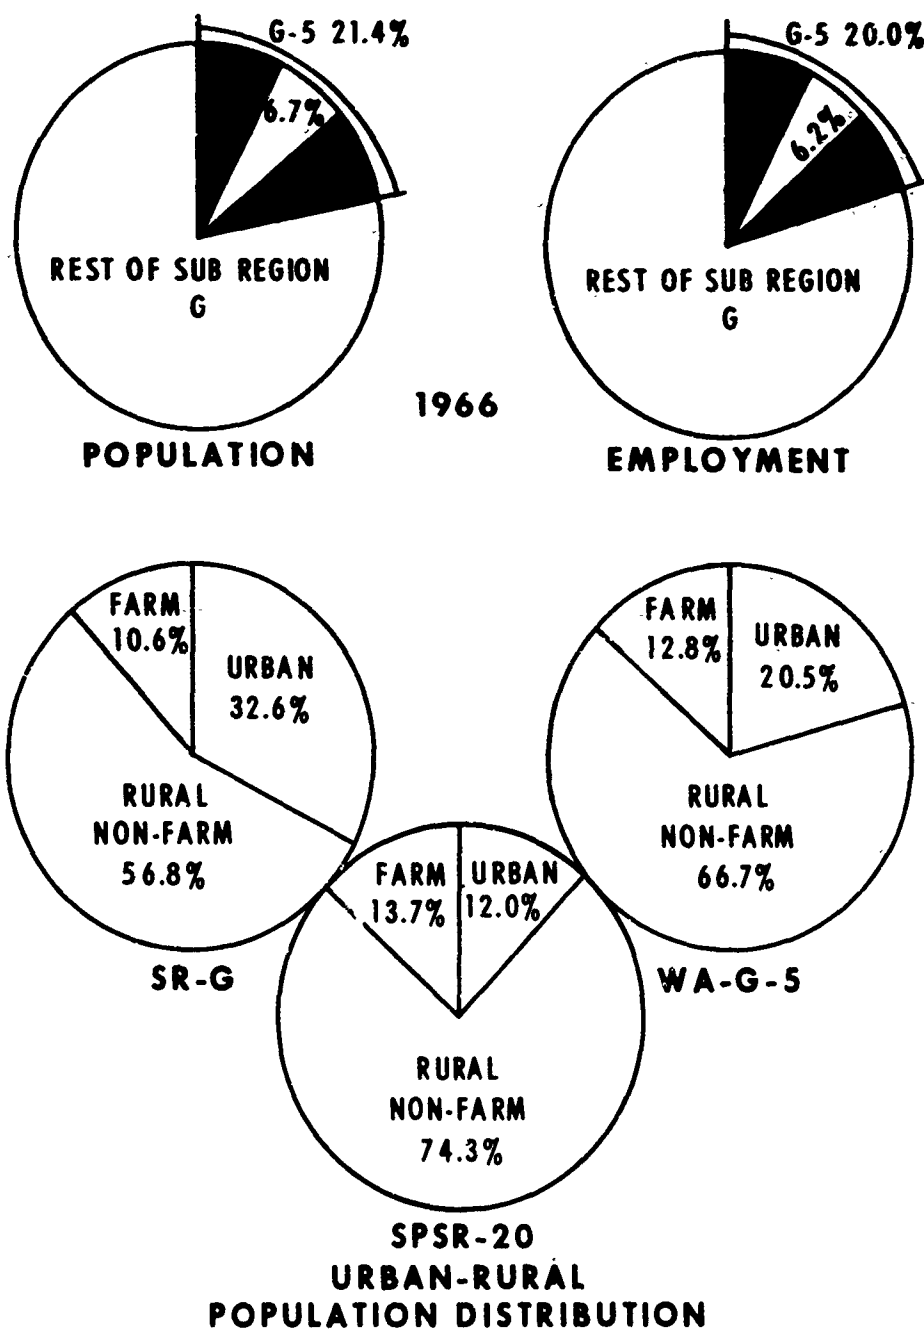 G-5 21.4%
6.7%
REST OF SUB REGION
G
POPULATION
G-5 20.0%
6.2%
REST OF SUB REGION
G
EMPLOYMENT
1966
FARM
10.6%
URBAN
32.6%
RURAL
NON-FARM
56.8%
SR-G
FARM
12.8%
URBAN
20.5%
RURAL
NON-FARM
66.7%
WA-G-5
FARM
13.7%
URBAN
12.0%
RURAL
NON-FARM
74.3%
SPSR-20
URBAN-RURAL
POPULATION DISTRIBUTION